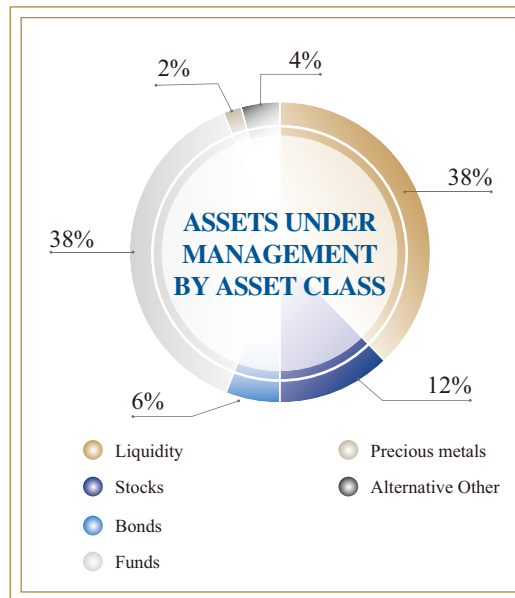 2%
4%
38%
38%
ASSETS UNDER
MANAGEMENT
BY ASSET CLASS
6%
12%
Liquidity
Stocks
Bonds
Funds
Precious metals
Alternative Other